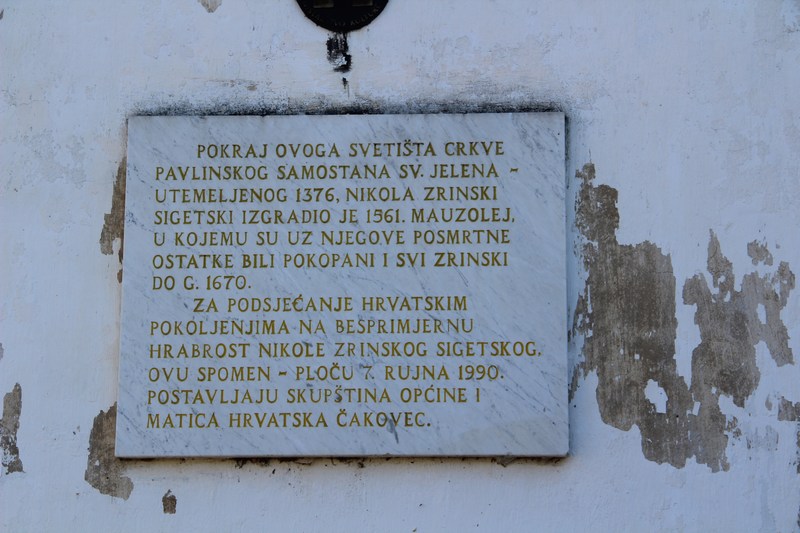 POKRAJ OVOGA SVETIŠTA CRKVE
PAVLINSKOG SAMOSTANA SV. JELENA -
UTEMELJENOG 1376, NIKOLA ZRINSKI
SIGETSKI IZGRADIO JE 1561. MAUZOLEJ,
U KOJEMU SU UZ NJEGOVE POSMRTNE
OSTATKE BILI POKOPANI I SVI ZRINSKI
DO G. 1670.
ZA PODSJEĆANJE HRVATSKIM
POKOLJENJIMA NA BESPRIMJERNU
HRABROST NIKOLE ZRINSKOG SIGETSKOG,
OVU SPOMEN - PLOČU 7. RUJNA 1990.
POSTAVLJAJU SKUPŠTINA OPĆINE I
MATICA HRVATSKA ČAKOVEC.